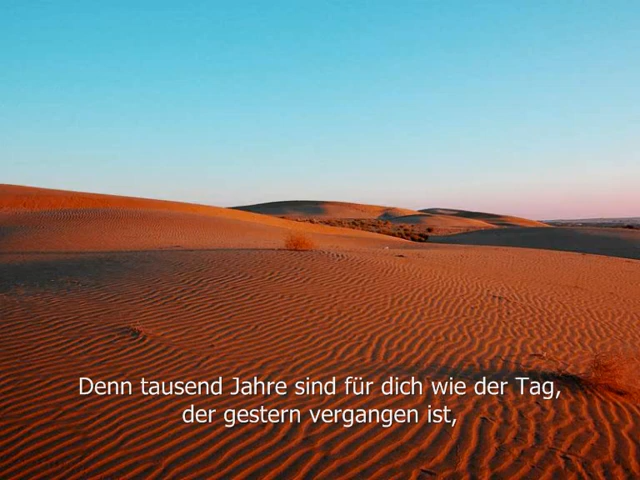 Denn tausend Jahre sind für dich wie der Tag,
der gestern vergangen ist,